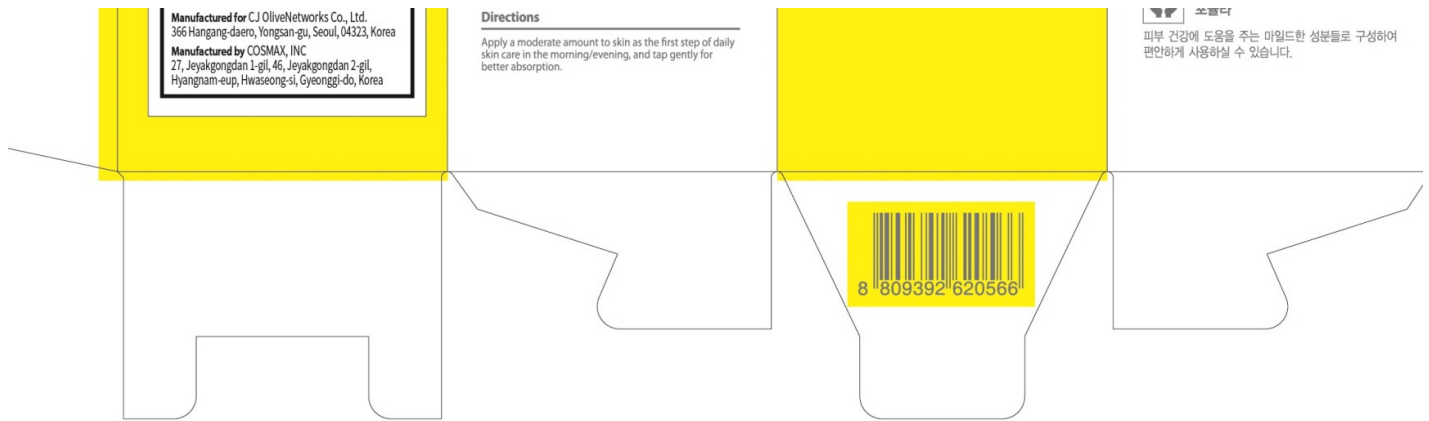 Manufactured for CJ OliveNetworks Co., Ltd.
366 Hangang-daero, Yongsan-gu, Seoul, 04323, Korea
Manufactured by COSMAX, INC
27, Jeyakgongdan 1-gil, 46, Jeyakgongdan 2-gil,
Hyangnam-eup, Hwaseong-si, Gyeonggi-do, Korea
Directions
Apply a moderate amount to skin as the first step of daily
skin care in the morning/evening, and tap gently for
better absorption.
포뮬라
피부 건강에 도움을 주는 마일드한 성분들로 구성하여
편안하게 사용하실 수 있습니다.
8 809392 620566